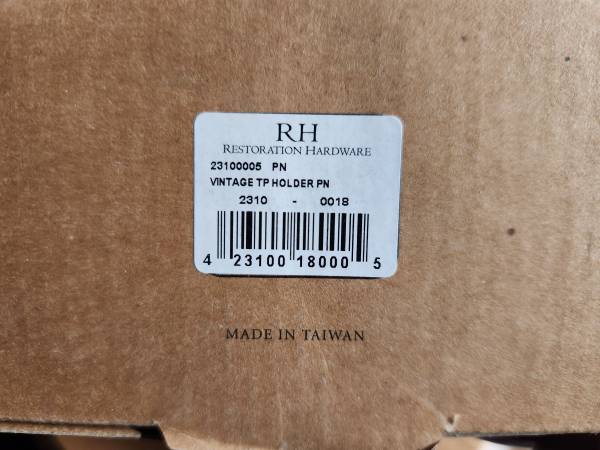 RH
RESTORATION HARDWARE
23100005 PN
VINTAGE TP HOLDER PN
2310 - 0018
4 23100 18000 5
MADE IN TAIWAN